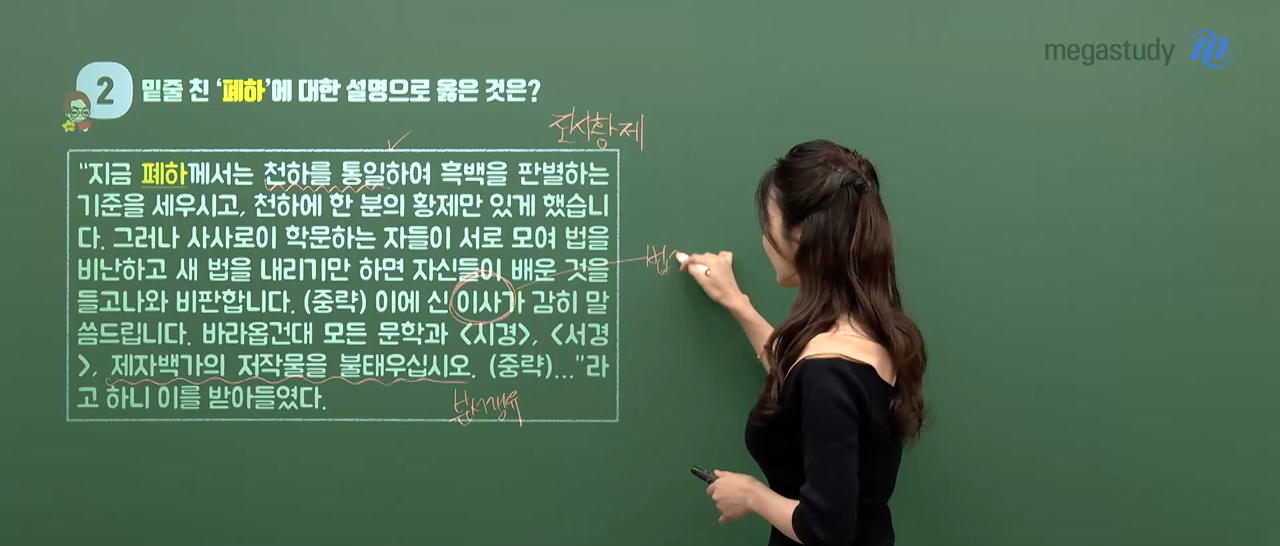 megastudy
2 밑줄 친 ‘폐하’에 대한 설명으로 옳은 것은?
진시황제
“지금 폐하께서는 천하를 통일하여 흑백을 판별하는
기준을 세우시고, 천하에 한 분의 황제만 있게 했습니
다. 그러나 사사로이 학문하는 자들이 서로 모여 법을
비난하고 새 법을 내리기만 하면 자신들이 배운 것을
들고나와 비판합니다. (중략) 이에 신 이사가 감히 말
씀드립니다. 바라옵건대 모든 문학과 <시경>, <서경
>, 제자백가의 저작물을 불태우십시오. (중략)…”라
고 하니 이를 받아들였다.
분서갱유
법